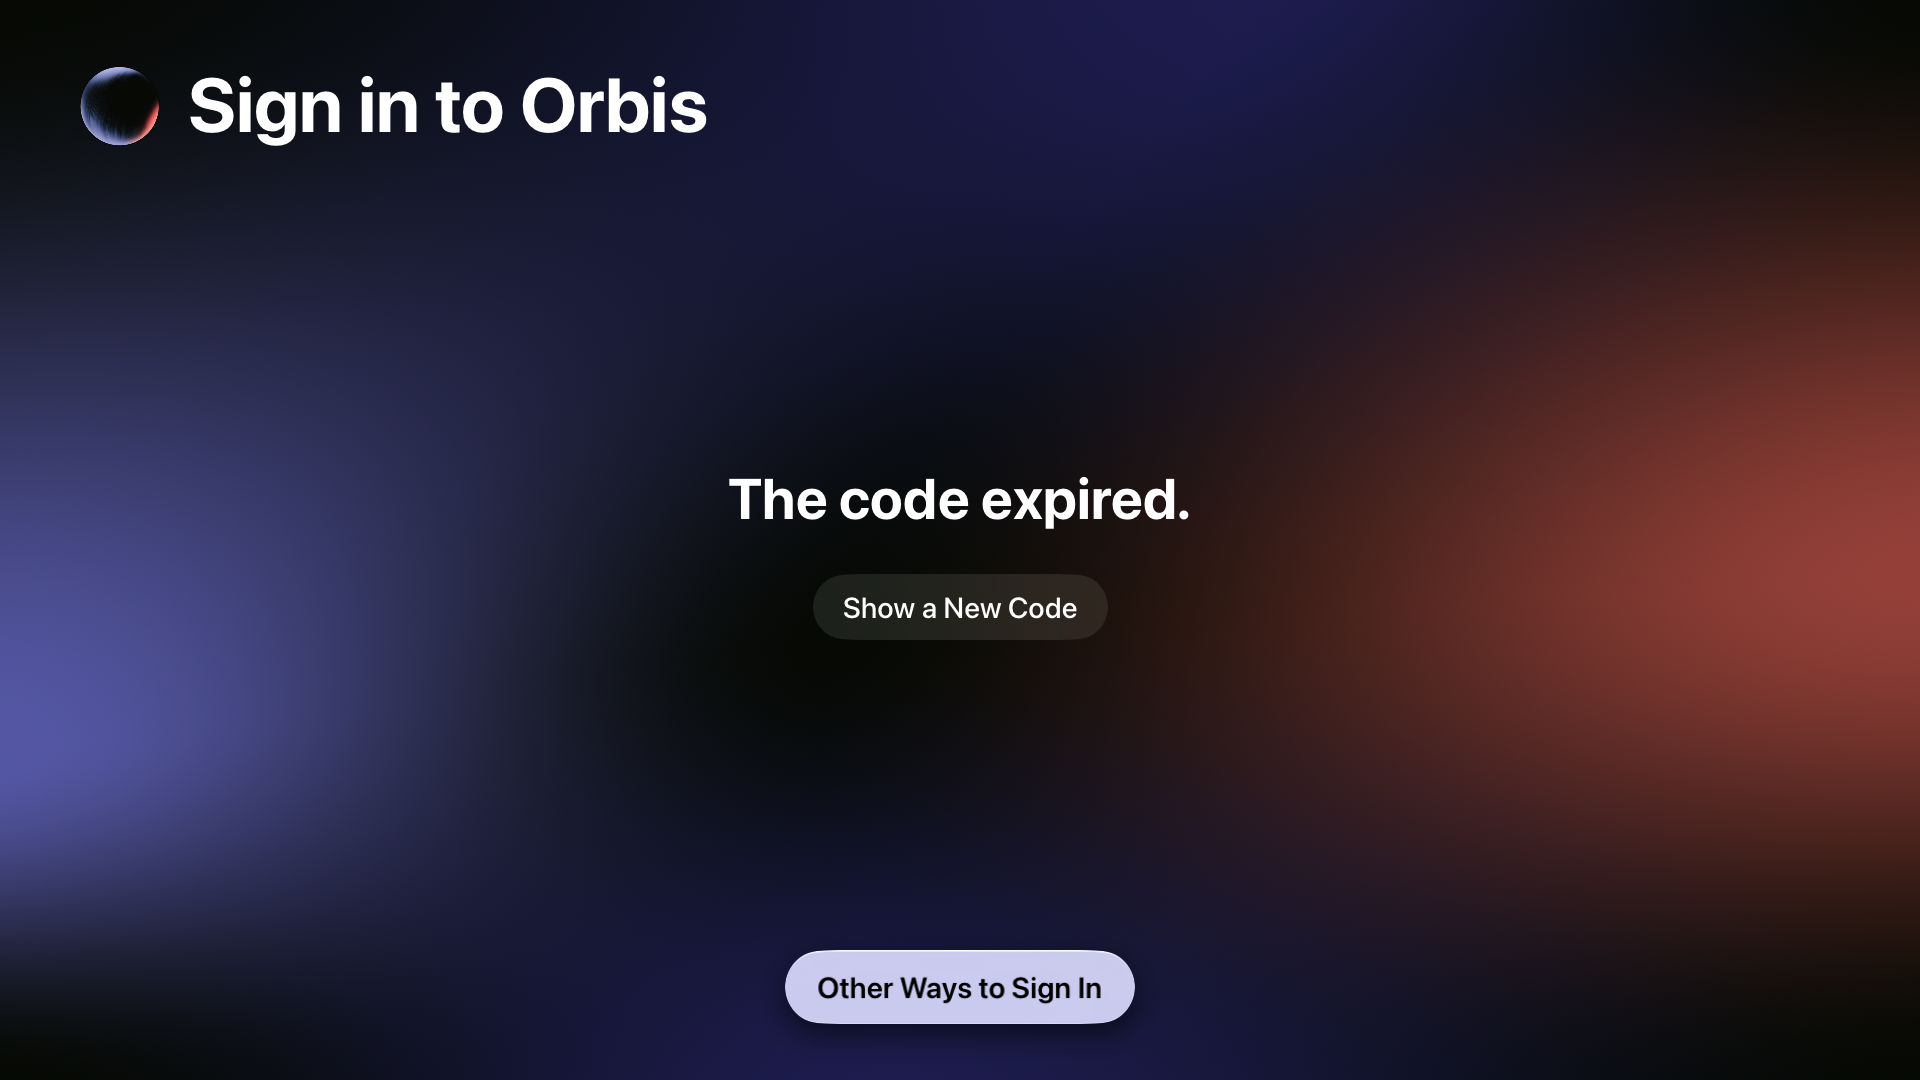 Sign in to Orbis
The code expired.
Show a New Code
Other Ways to Sign In